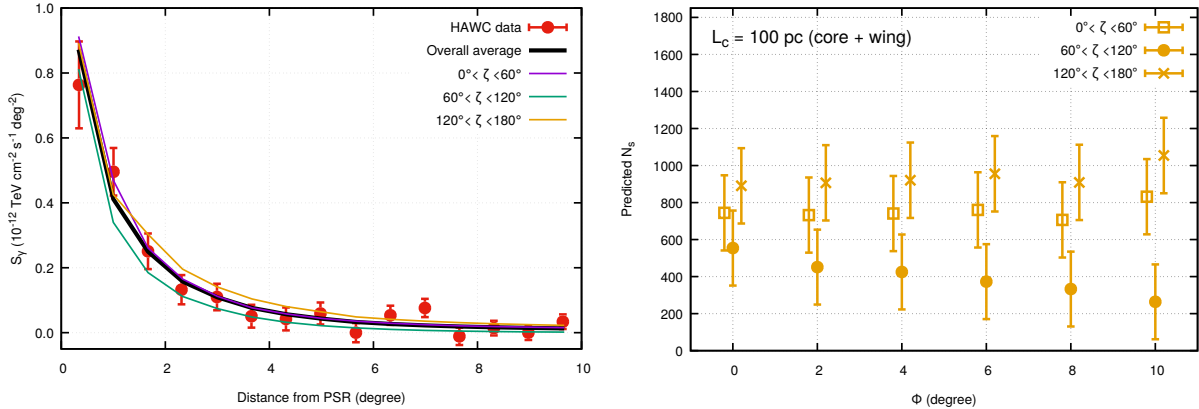 1.0
0.8
0.6
0.4
0.2
0.0
0
2
4
6
8
10
Sγ (10⁻¹² TeV cm⁻² s⁻¹ deg⁻²)
Distance from PSR (degree)
HAWC data
Overall average
0°< ζ <60°
60°< ζ <120°
120°< ζ <180°
1800
1600
1400
1200
1000
800
600
400
200
0
0
2
4
6
8
10
Predicted Nₛ
Φ (degree)
L꜀ = 100 pc (core + wing)
0°< ζ <60°
60°< ζ <120°
120°< ζ <180°